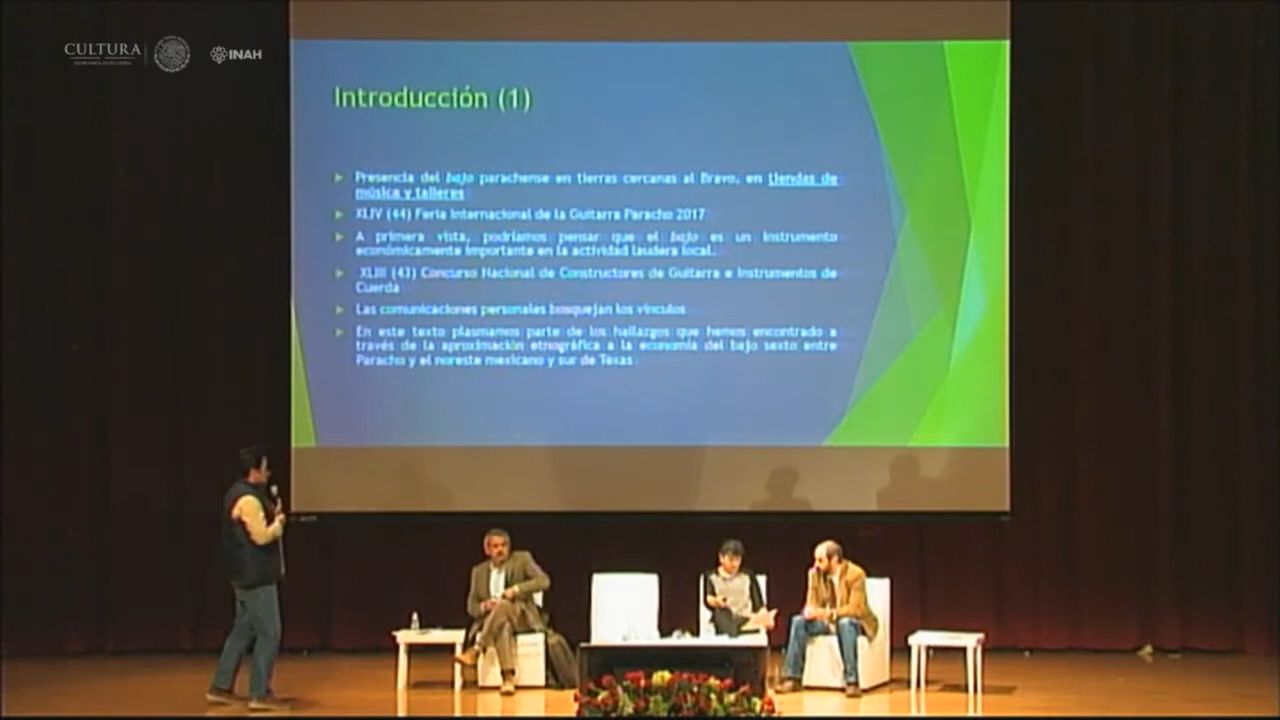 CULTURA
INAH
Introducción (1)
Presencia del bajo parachense en tierras cercanas al Bravo, en tiendas de
música y talleres
XLIV (44) Feria Internacional de la Guitarra Paracho 2017
A primera vista, podríamos pensar que el bajo es un instrumento
económicamente importante en la actividad laudera local.
XLIII (43) Concurso Nacional de Constructores de Guitarra e Instrumentos de
Cuerda
Las comunicaciones personales bosquejan los vínculos
En este texto plasmamos parte de los hallazgos que hemos encontrado a
través de la aproximación etnográfica a la economía del bajo sexto entre
Paracho y el noreste mexicano y sur de Texas